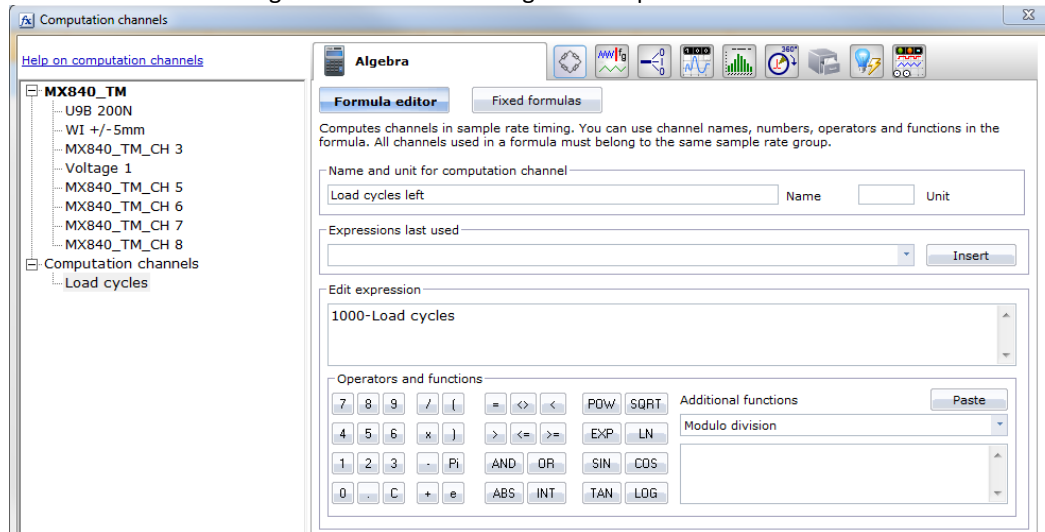 Computation channels
Help on computation channels
MX840_TM
U9B 200N
WI +/-5mm
MX840_TM_CH 3
Voltage 1
MX840_TM_CH 5
MX840_TM_CH 6
MX840_TM_CH 7
MX840_TM_CH 8
Computation channels
Load cycles
Algebra
360°
Formula editor Fixed formulas
Computes channels in sample rate timing. You can use channel names, numbers, operators and functions in the
formula. All channels used in a formula must belong to the same sample rate group.
Name and unit for computation channel
Load cycles left Name Unit
Expressions last used
Insert
Edit expression
1000-Load cycles
Operators and functions
7 8 9 / ( = <> < POW SQRT Additional functions Paste
4 5 6 x ) > <= >= EXP LN Modulo division
1 2 3 - Pi AND OR SIN COS
0 . C + e ABS INT TAN LOG